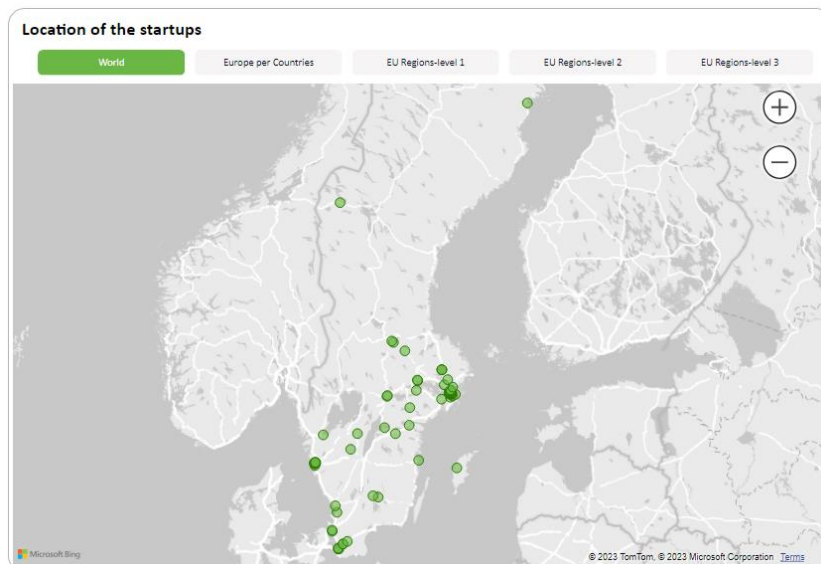 Location of the startups
World
Europe per Countries
EU Regions-level 1
EU Regions-level 2
EU Regions-level 3
Microsoft Bing
© 2023 TomTom, © 2023 Microsoft Corporation Terms